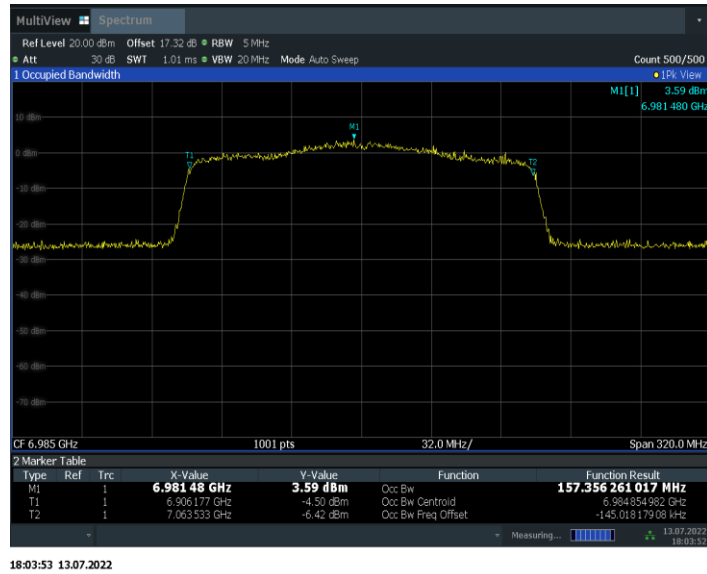 MultiView Spectrum
Ref Level 20.00 dBm Offset 17.32 dB RBW 5 MHz
Att 30 dB SWT 1.01 ms VBW 20 MHz Mode Auto Sweep Count 500/500
1 Occupied Bandwidth 1Pk View
M1[1] 3.59 dBm
6.981 480 GHz
10 dBm
M1
0 dBm
T1
T2
-10 dBm
-20 dBm
-30 dBm
-40 dBm
-50 dBm
-60 dBm
-70 dBm
CF 6.985 GHz 1001 pts 32.0 MHz/ Span 320.0 MHz
2 Marker Table
Type Ref Trc X-Value Y-Value Function Function Result
M1 1 6.981 48 GHz 3.59 dBm Occ Bw 157.356 261 017 MHz
T1 1 6.906 177 GHz -4.50 dBm Occ Bw Centroid 6.984 854 982 GHz
T2 1 7.063 533 GHz -6.42 dBm Occ Bw Freq Offset -145.018 179 08 kHz
Measuring... 13.07.2022
18:03:52
18:03:53 13.07.2022